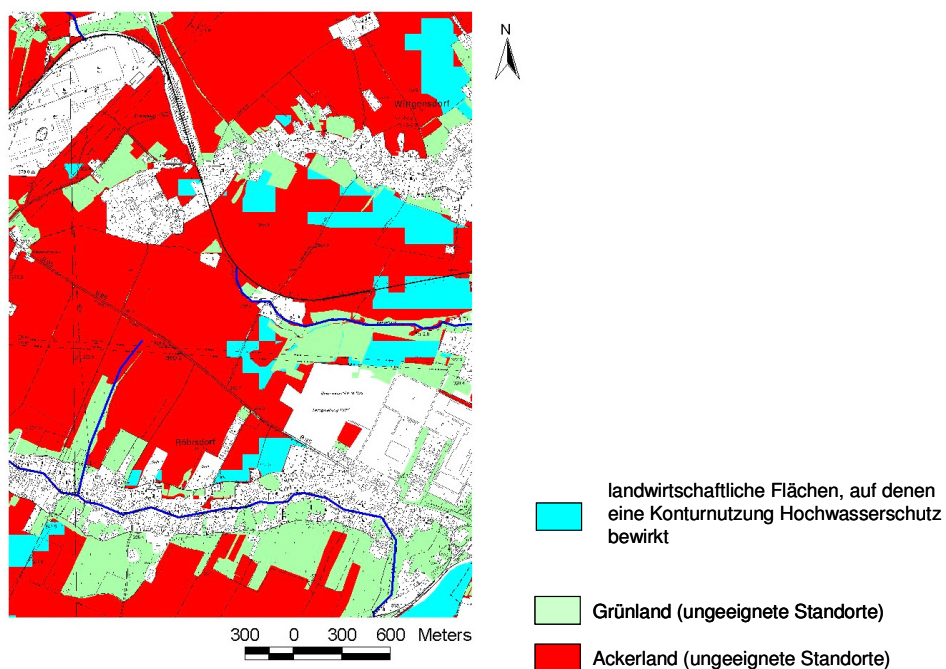 N
Wittgensdorf
Röhrsdorf
landwirtschaftliche Flächen, auf denen
eine Konturnutzung Hochwasserschutz
bewirkt
Grünland (ungeeignete Standorte)
Ackerland (ungeeignete Standorte)
300 0 300 600 Meters